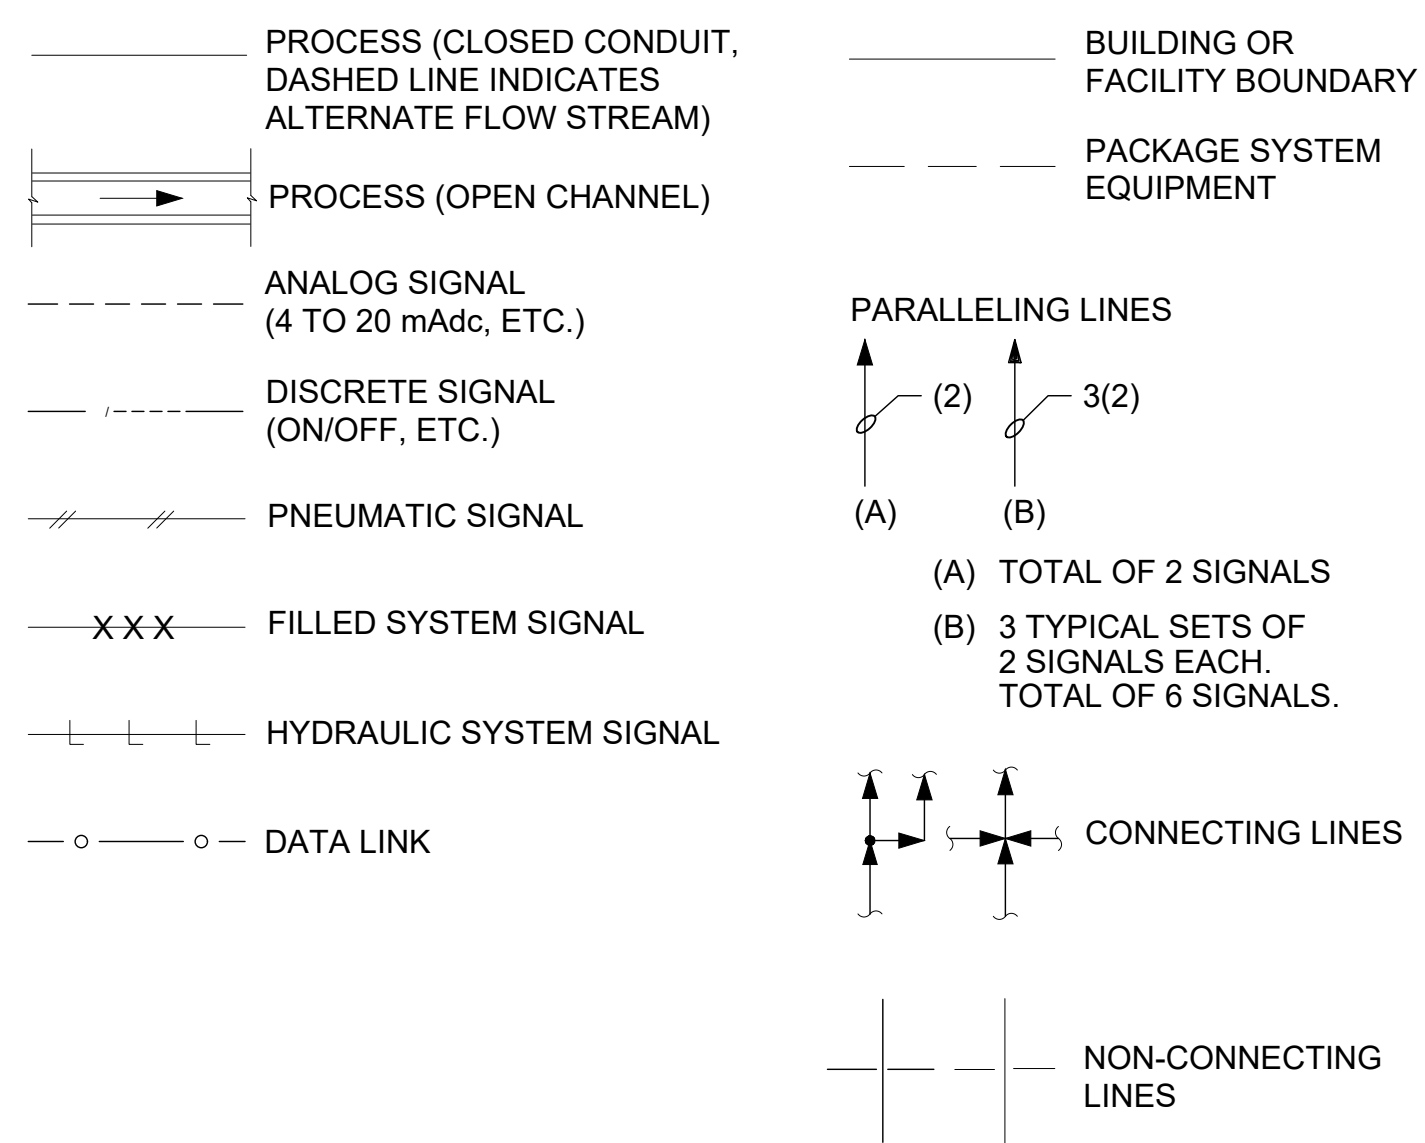 PROCESS (CLOSED CONDUIT,
DASHED LINE INDICATES
ALTERNATE FLOW STREAM)
PROCESS (OPEN CHANNEL)
ANALOG SIGNAL
(4 TO 20 mAdc, ETC.)
DISCRETE SIGNAL
(ON/OFF, ETC.)
PNEUMATIC SIGNAL
X X X
FILLED SYSTEM SIGNAL
HYDRAULIC SYSTEM SIGNAL
DATA LINK
BUILDING OR
FACILITY BOUNDARY
PACKAGE SYSTEM
EQUIPMENT
PARALLELING LINES
(2)
3(2)
(A)
(B)
(A) TOTAL OF 2 SIGNALS
(B) 3 TYPICAL SETS OF
2 SIGNALS EACH.
TOTAL OF 6 SIGNALS.
CONNECTING LINES
NON-CONNECTING
LINES